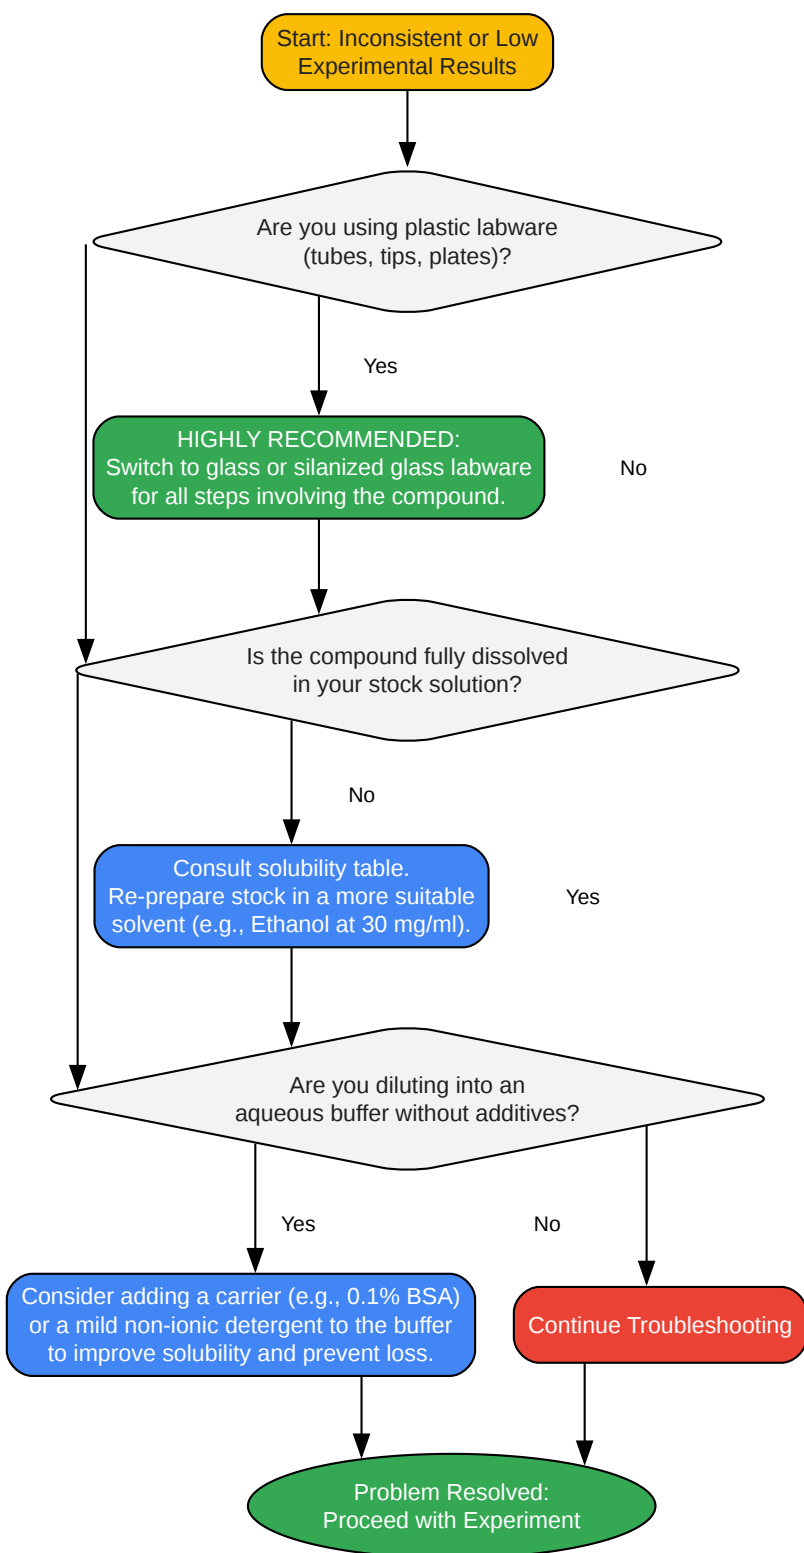 Start: Inconsistent or Low
Experimental Results
Are you using plastic labware
(tubes, tips, plates)?
Yes
HIGHLY RECOMMENDED:
Switch to glass or silanized glass labware
for all steps involving the compound.
No
Is the compound fully dissolved
in your stock solution?
No
Consult solubility table.
Re-prepare stock in a more suitable
solvent (e.g., Ethanol at 30 mg/ml).
Yes
Are you diluting into an
aqueous buffer without additives?
Yes
No
Consider adding a carrier (e.g., 0.1% BSA)
or a mild non-ionic detergent to the buffer
to improve solubility and prevent loss.
Continue Troubleshooting
Problem Resolved:
Proceed with Experiment